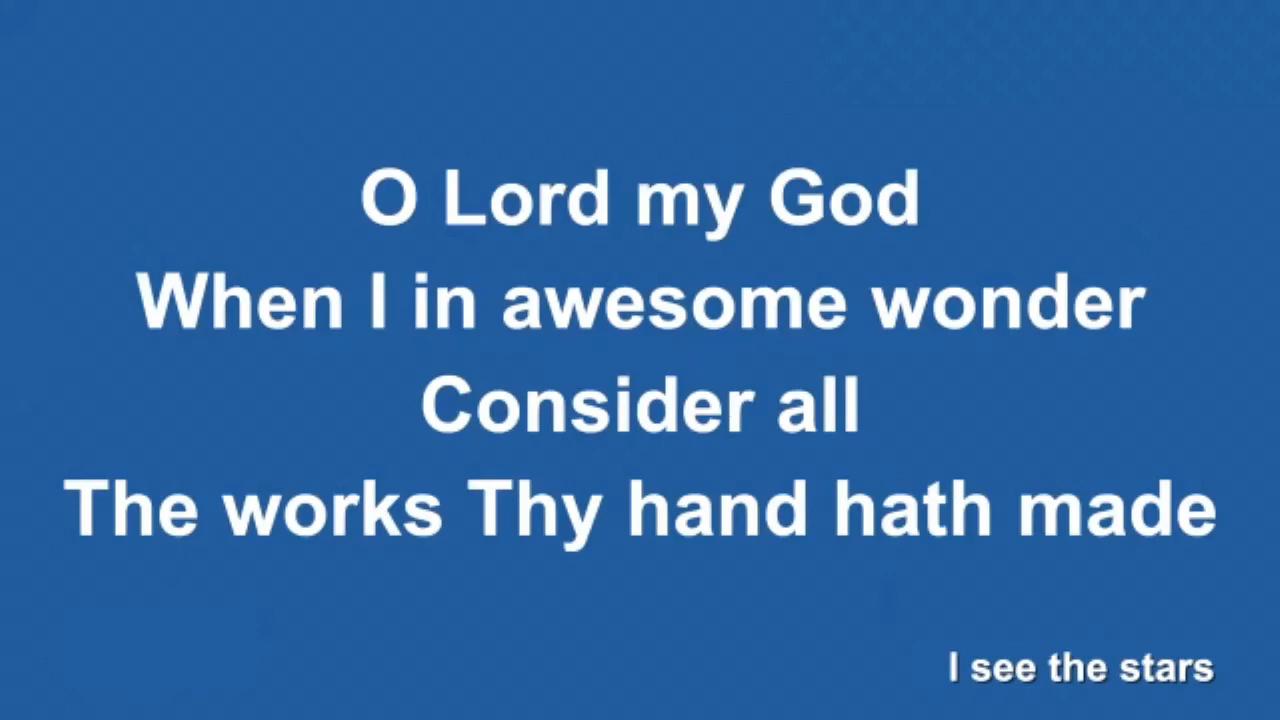 O Lord my God
When I in awesome wonder
Consider all
The works Thy hand hath made
I see the stars